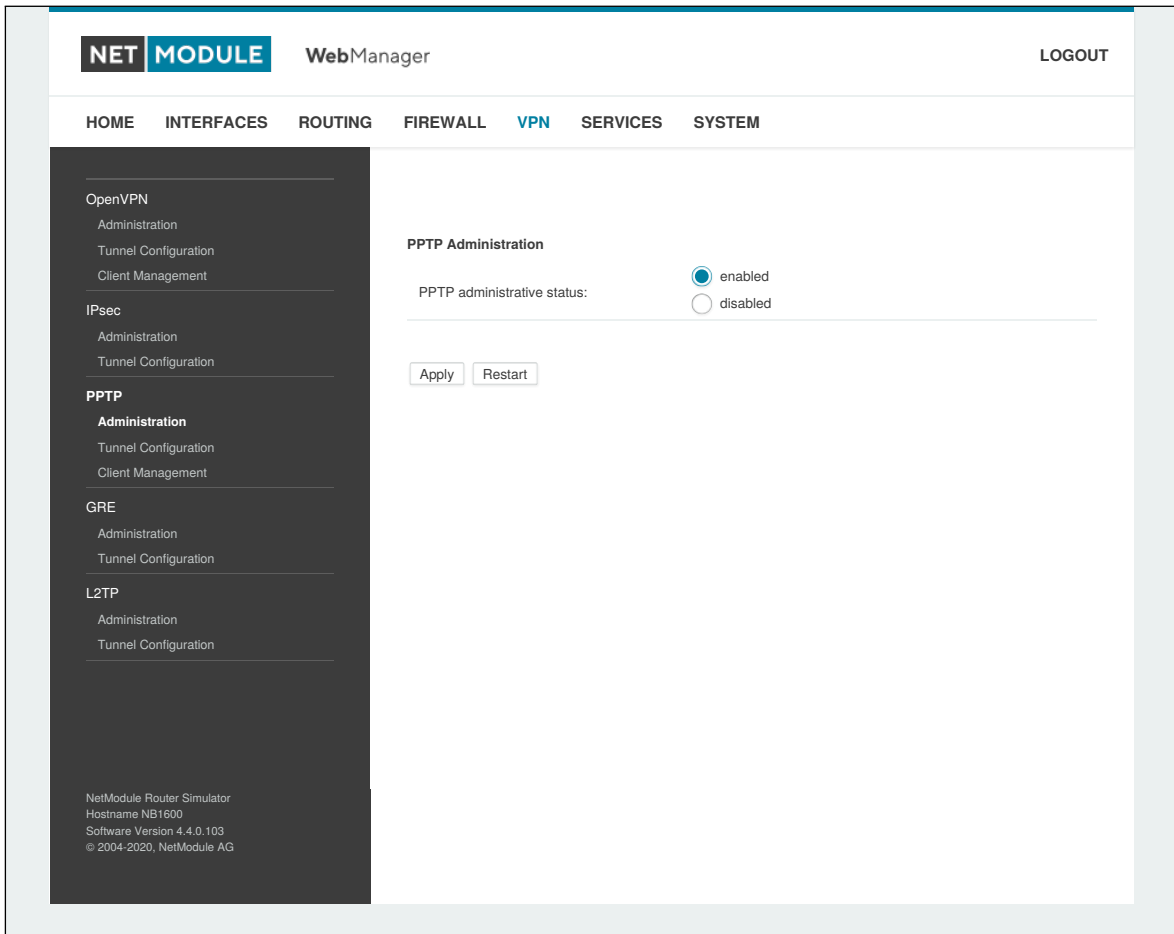 NET MODULE WebManager LOGOUT
HOME INTERFACES ROUTING FIREWALL VPN SERVICES SYSTEM
OpenVPN
Administration
Tunnel Configuration
Client Management
IPsec
Administration
Tunnel Configuration
PPTP
Administration
Tunnel Configuration
Client Management
GRE
Administration
Tunnel Configuration
L2TP
Administration
Tunnel Configuration
NetModule Router Simulator
Hostname NB1600
Software Version 4.4.0.103
© 2004-2020, NetModule AG
PPTP Administration
PPTP administrative status:
enabled
disabled
Apply Restart